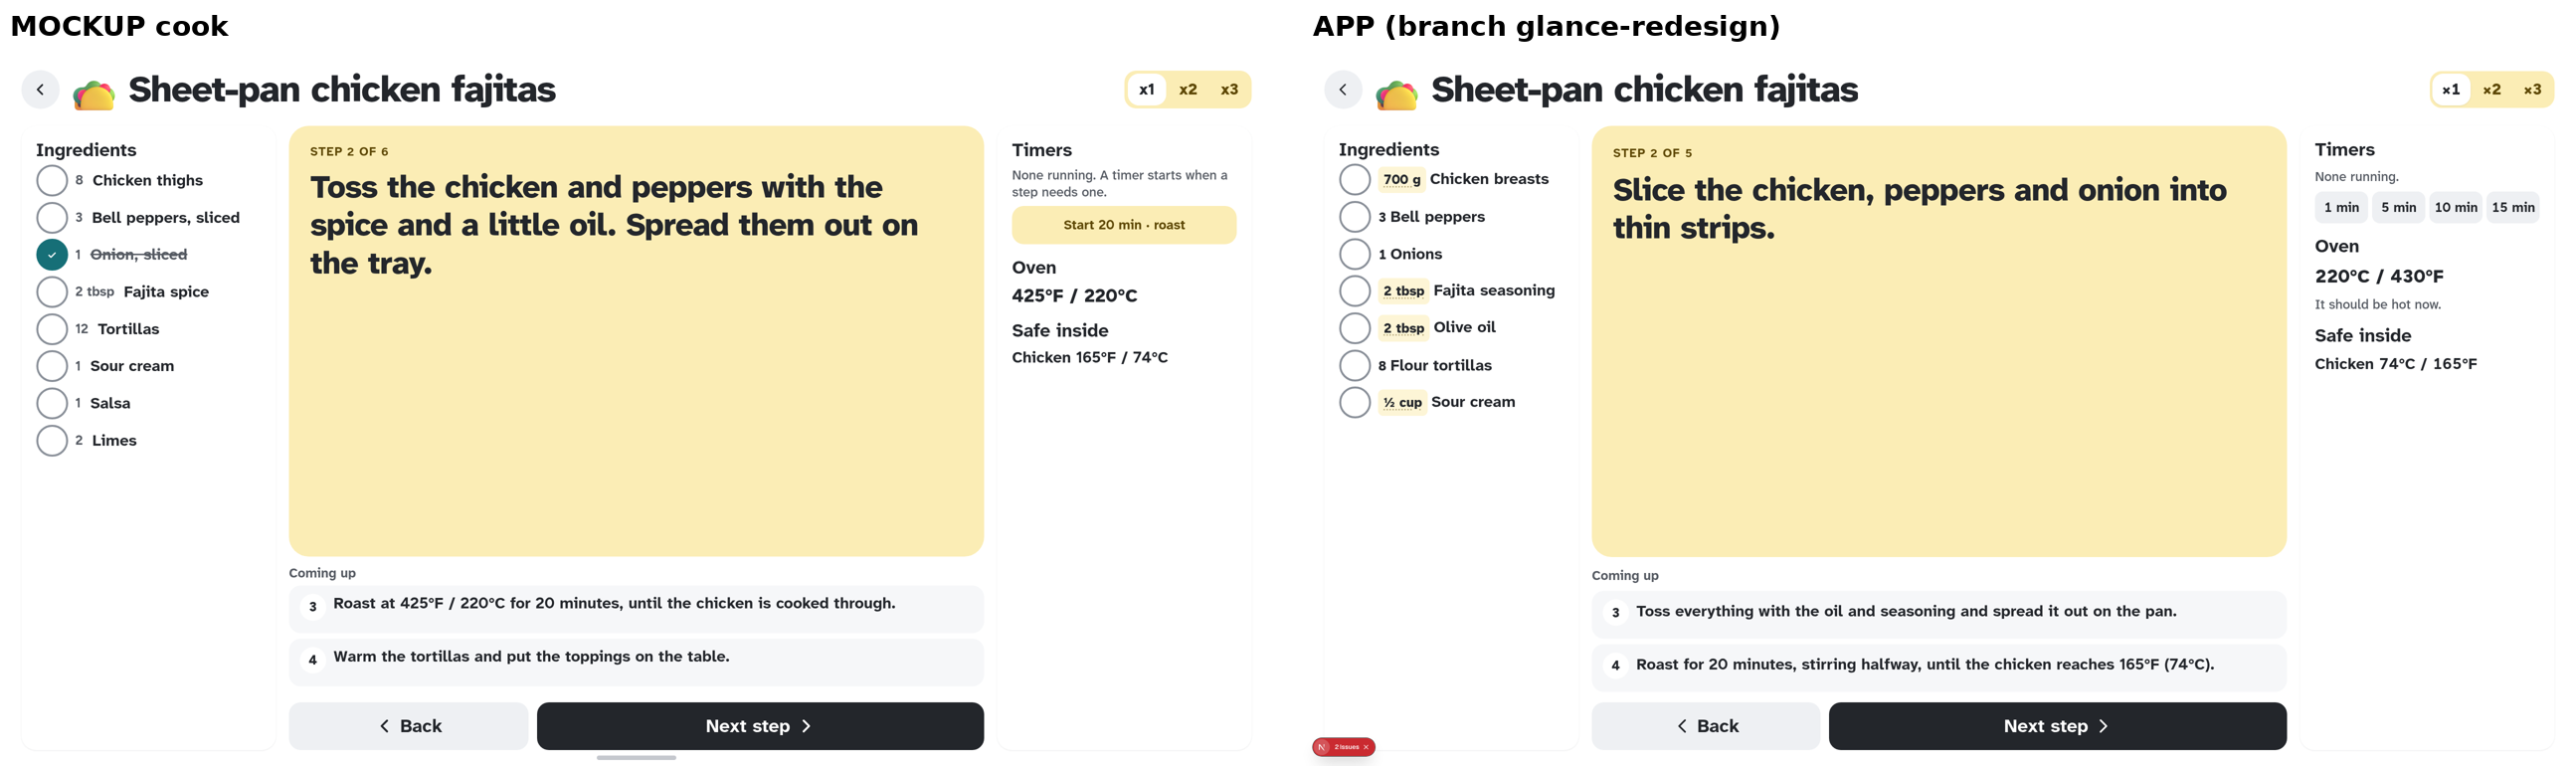 MOCKUP cook
Sheet-pan chicken fajitas
x1 x2 x3
Ingredients
8 Chicken thighs
3 Bell peppers, sliced
1 Onion, sliced
2 tbsp Fajita spice
12 Tortillas
1 Sour cream
1 Salsa
2 Limes
STEP 2 OF 6
Toss the chicken and peppers with the
spice and a little oil. Spread them out on
the tray.
Coming up
3 Roast at 425°F / 220°C for 20 minutes, until the chicken is cooked through.
4 Warm the tortillas and put the toppings on the table.
Back
Next step
Timers
None running. A timer starts when a
step needs one.
Start 20 min · roast
Oven
425°F / 220°C
Safe inside
Chicken 165°F / 74°C
APP (branch glance-redesign)
Sheet-pan chicken fajitas
×1 ×2 ×3
Ingredients
700 g Chicken breasts
3 Bell peppers
1 Onions
2 tbsp Fajita seasoning
2 tbsp Olive oil
8 Flour tortillas
½ cup Sour cream
N 2 Issues ×
STEP 2 OF 5
Slice the chicken, peppers and onion into
thin strips.
Coming up
3 Toss everything with the oil and seasoning and spread it out on the pan.
4 Roast for 20 minutes, stirring halfway, until the chicken reaches 165°F (74°C).
Back
Next step
Timers
None running.
1 min 5 min 10 min 15 min
Oven
220°C / 430°F
It should be hot now.
Safe inside
Chicken 74°C / 165°F